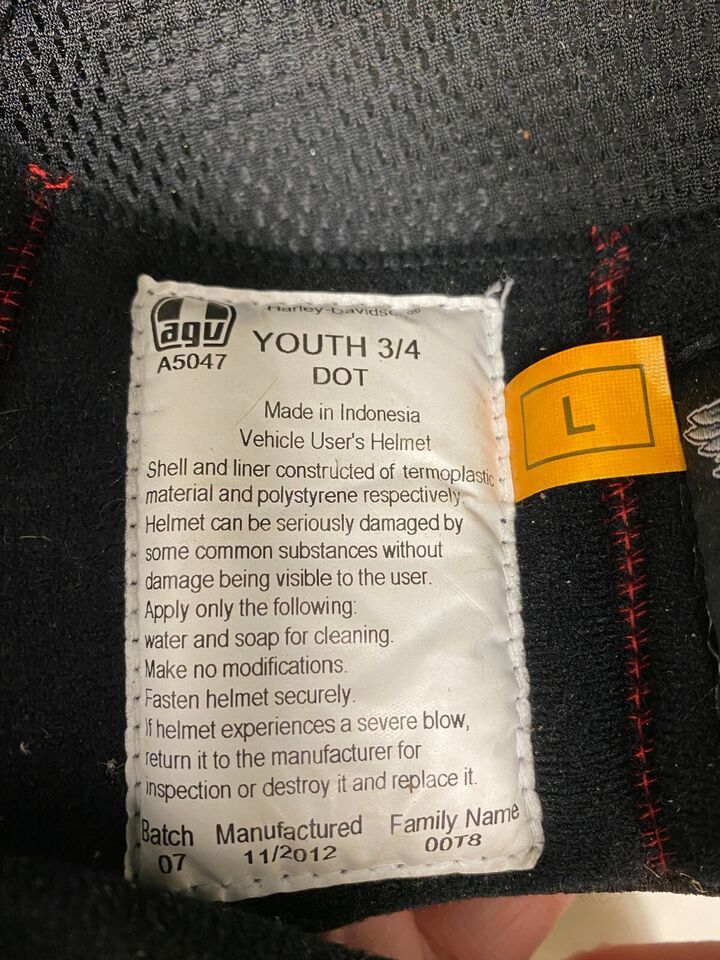 agv
A5047
YOUTH 3/4
DOT
Made in Indonesia
Vehicle User's Helmet
Shell and liner constructed of termoplastic
material and polystyrene respectively.
Helmet can be seriously damaged by
some common substances without
damage being visible to the user.
Apply only the following:
water and soap for cleaning.
Make no modifications.
Fasten helmet securely.
If helmet experiences a severe blow,
return it to the manufacturer for
inspection or destroy it and replace it.
Batch Manufactured Family Name
07 11/2012 00T8
L